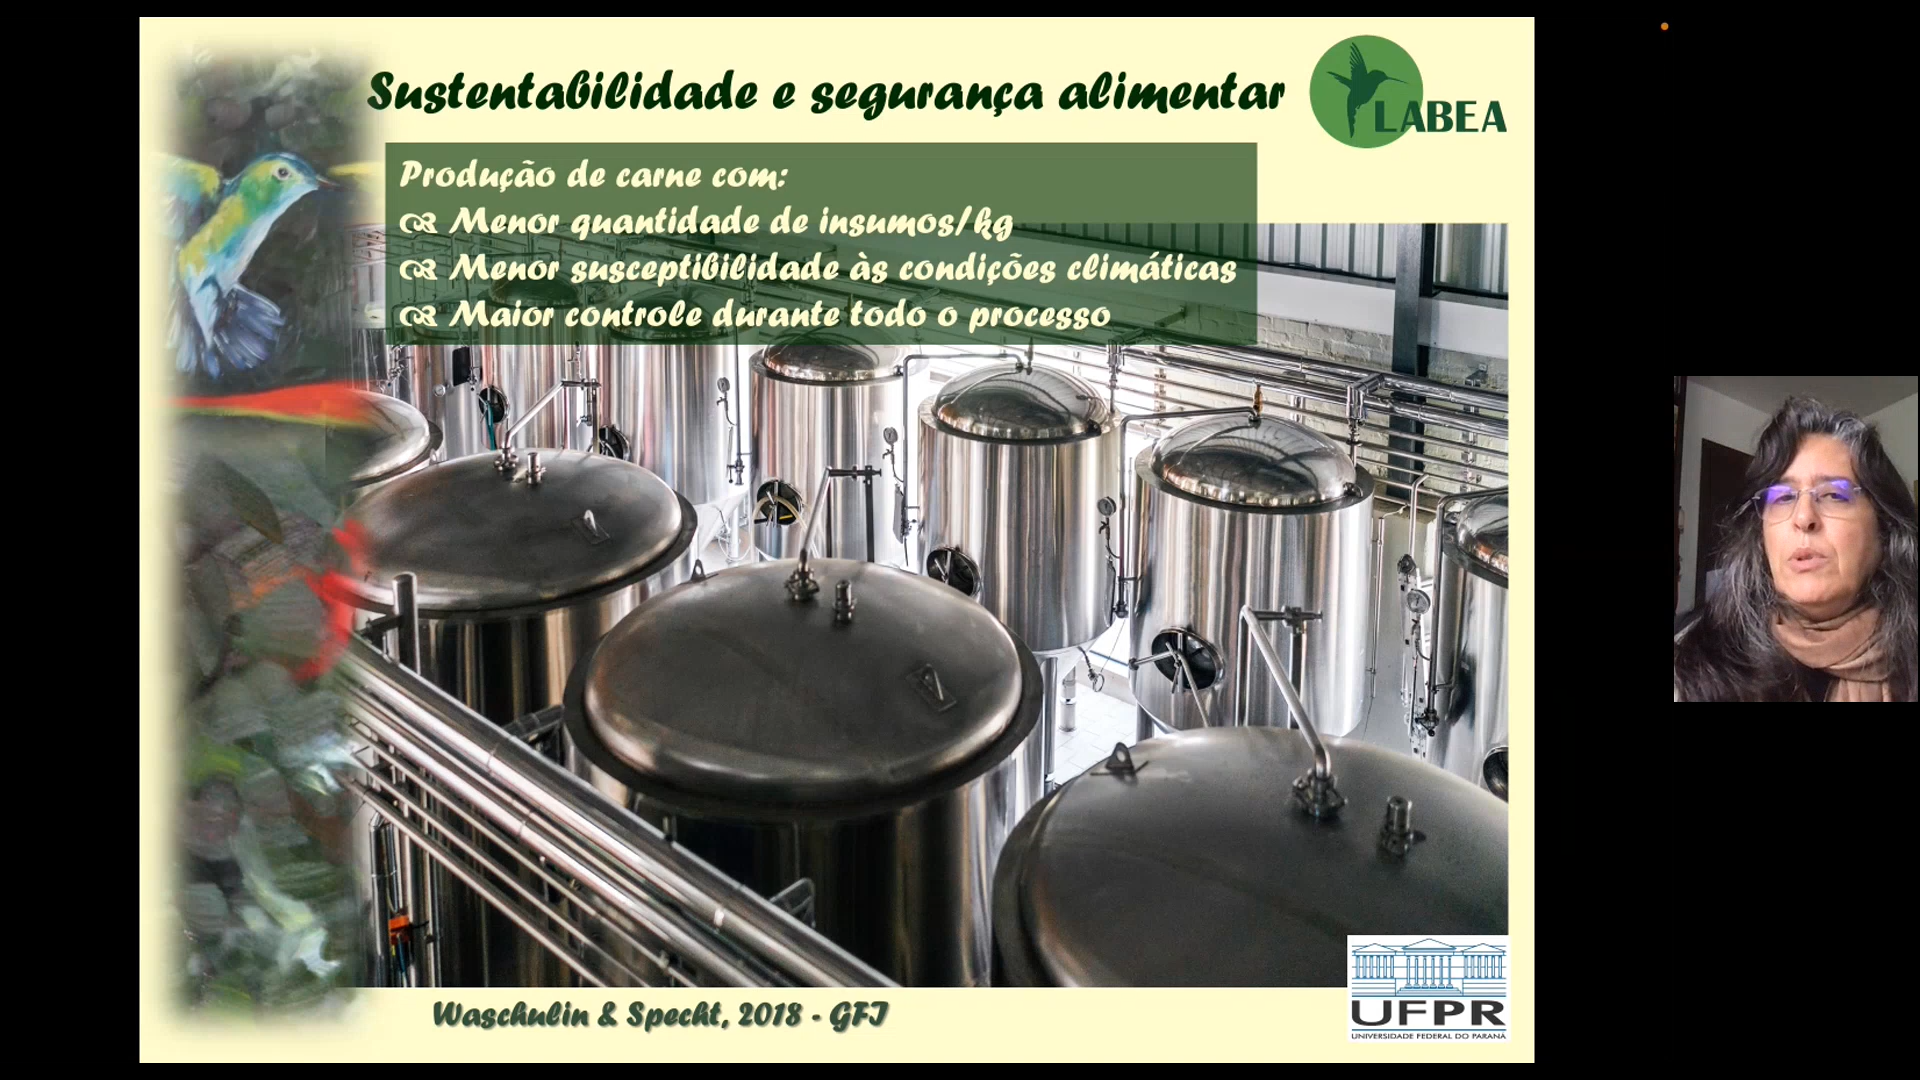 Sustentabilidade e segurança alimentar
LABEA
Produção de carne com:
Menor quantidade de insumos/kg
Menor susceptibilidade às condições climáticas
Maior controle durante todo o processo
Waschulin & Specht, 2018 - GFI
UFPR
UNIVERSIDADE FEDERAL DO PARANÁ